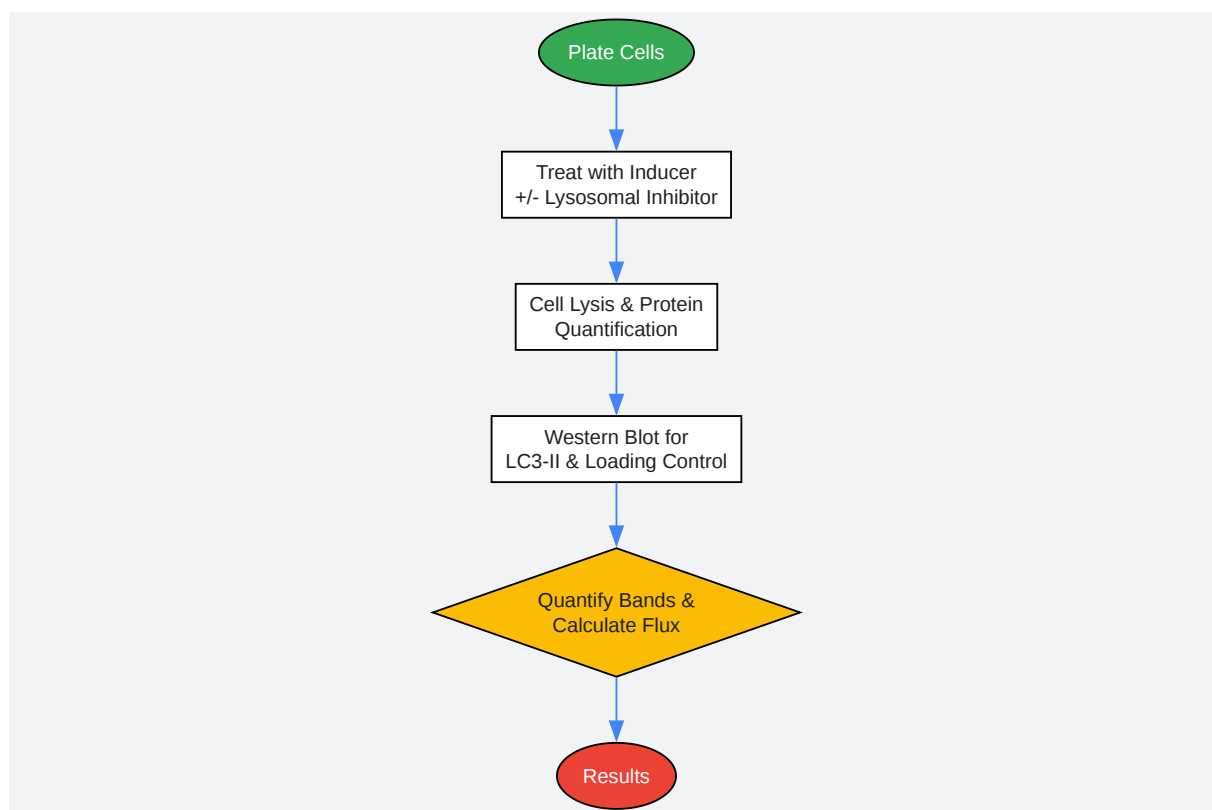 Plate Cells
Treat with Inducer
+/- Lysosomal Inhibitor
Cell Lysis & Protein
Quantification
Western Blot for
LC3-II & Loading Control
Quantify Bands &
Calculate Flux
Results